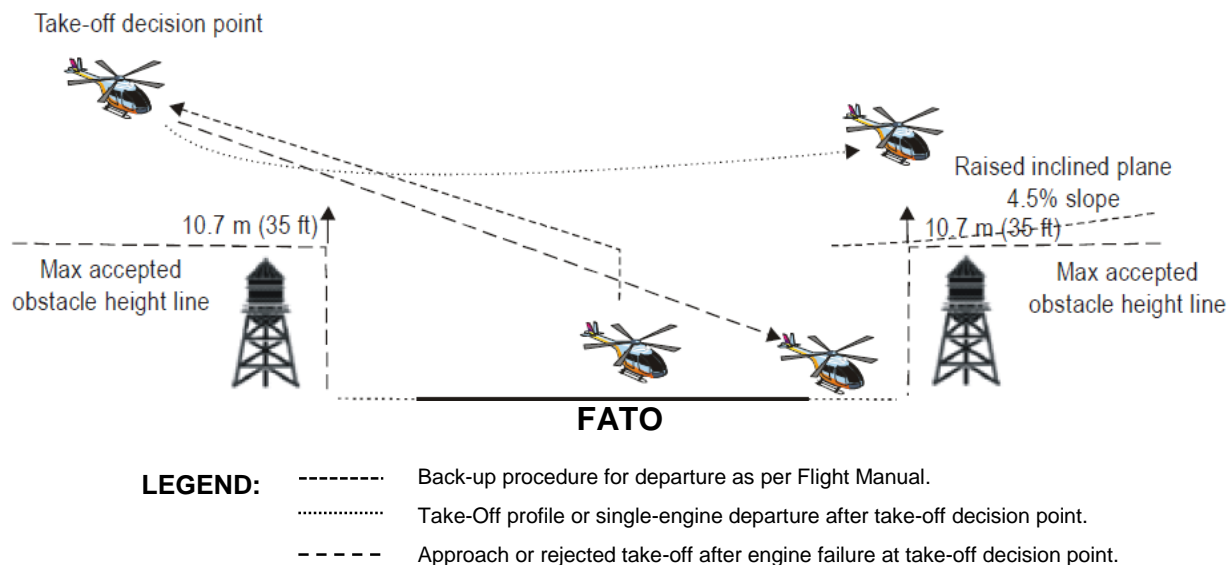 Take-off decision point
Raised inclined plane
4.5% slope
10.7 m (35 ft)
10.7 m (35 ft)
Max accepted
obstacle height line
Max accepted
obstacle height line
FATO
LEGEND:
Back-up procedure for departure as per Flight Manual.
Take-Off profile or single-engine departure after take-off decision point.
Approach or rejected take-off after engine failure at take-off decision point.